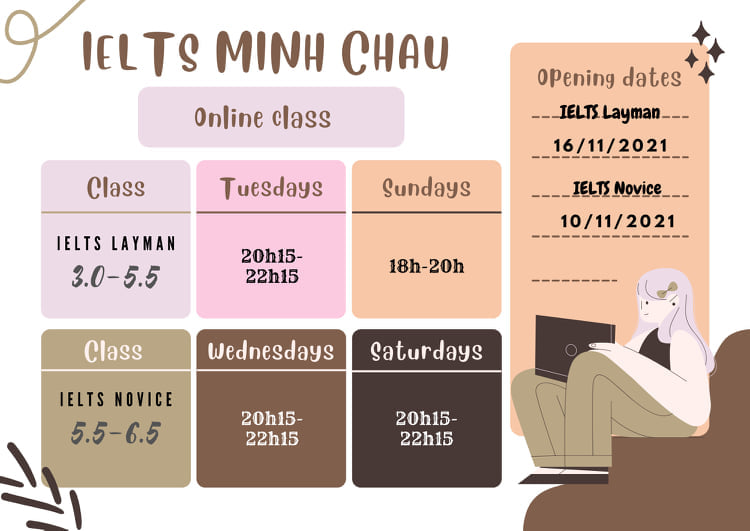 IELTS MINH CHAU
Online class
Class
Tuesdays
Sundays
IELTS LAYMAN
3.0-5.5
20h15-
22h15
18h-20h
Class
Wednesdays
Saturdays
IELTS NOVICE
5.5-6.5
20h15-
22h15
20h15-
22h15
Opening dates
IELTS Layman
16/11/2021
IELTS Novice
10/11/2021